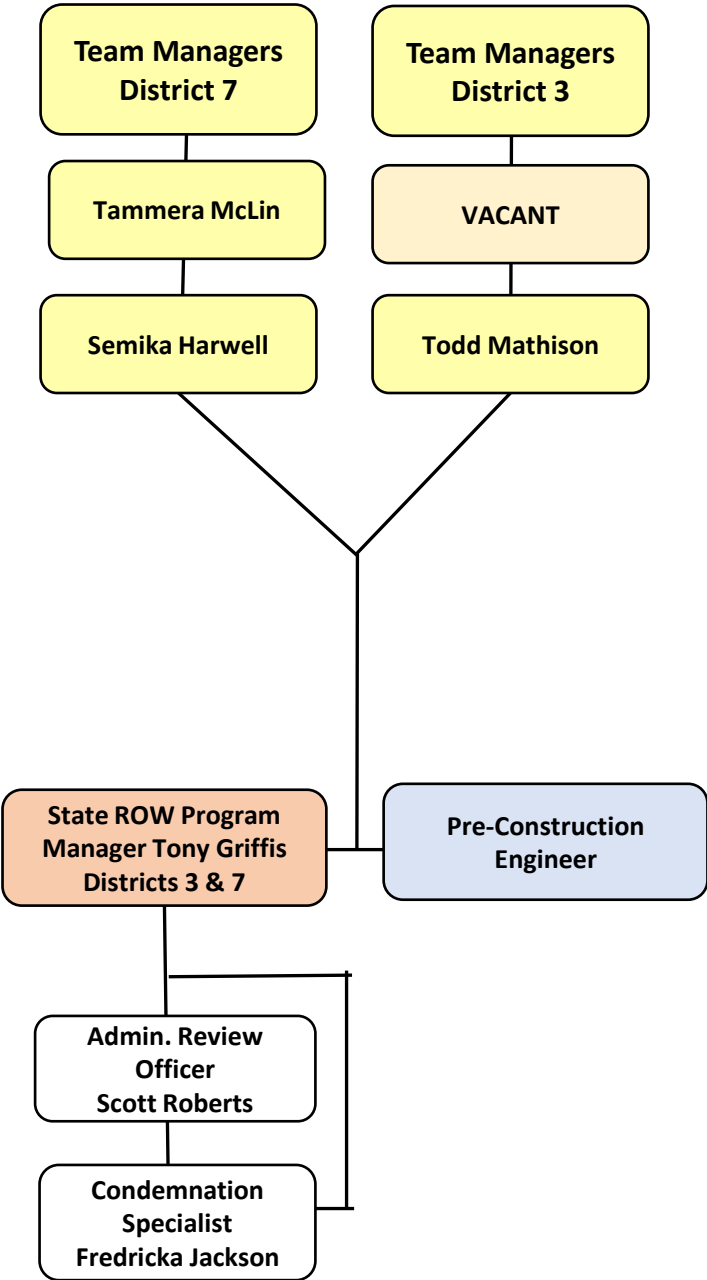 Team Managers
District 7
Team Managers
District 3
Tammera McLin
VACANT
Semika Harwell
Todd Mathison
State ROW Program
Manager Tony Griffis
Districts 3 & 7
Pre-Construction
Engineer
Admin. Review
Officer
Scott Roberts
Condemnation
Specialist
Fredricka Jackson